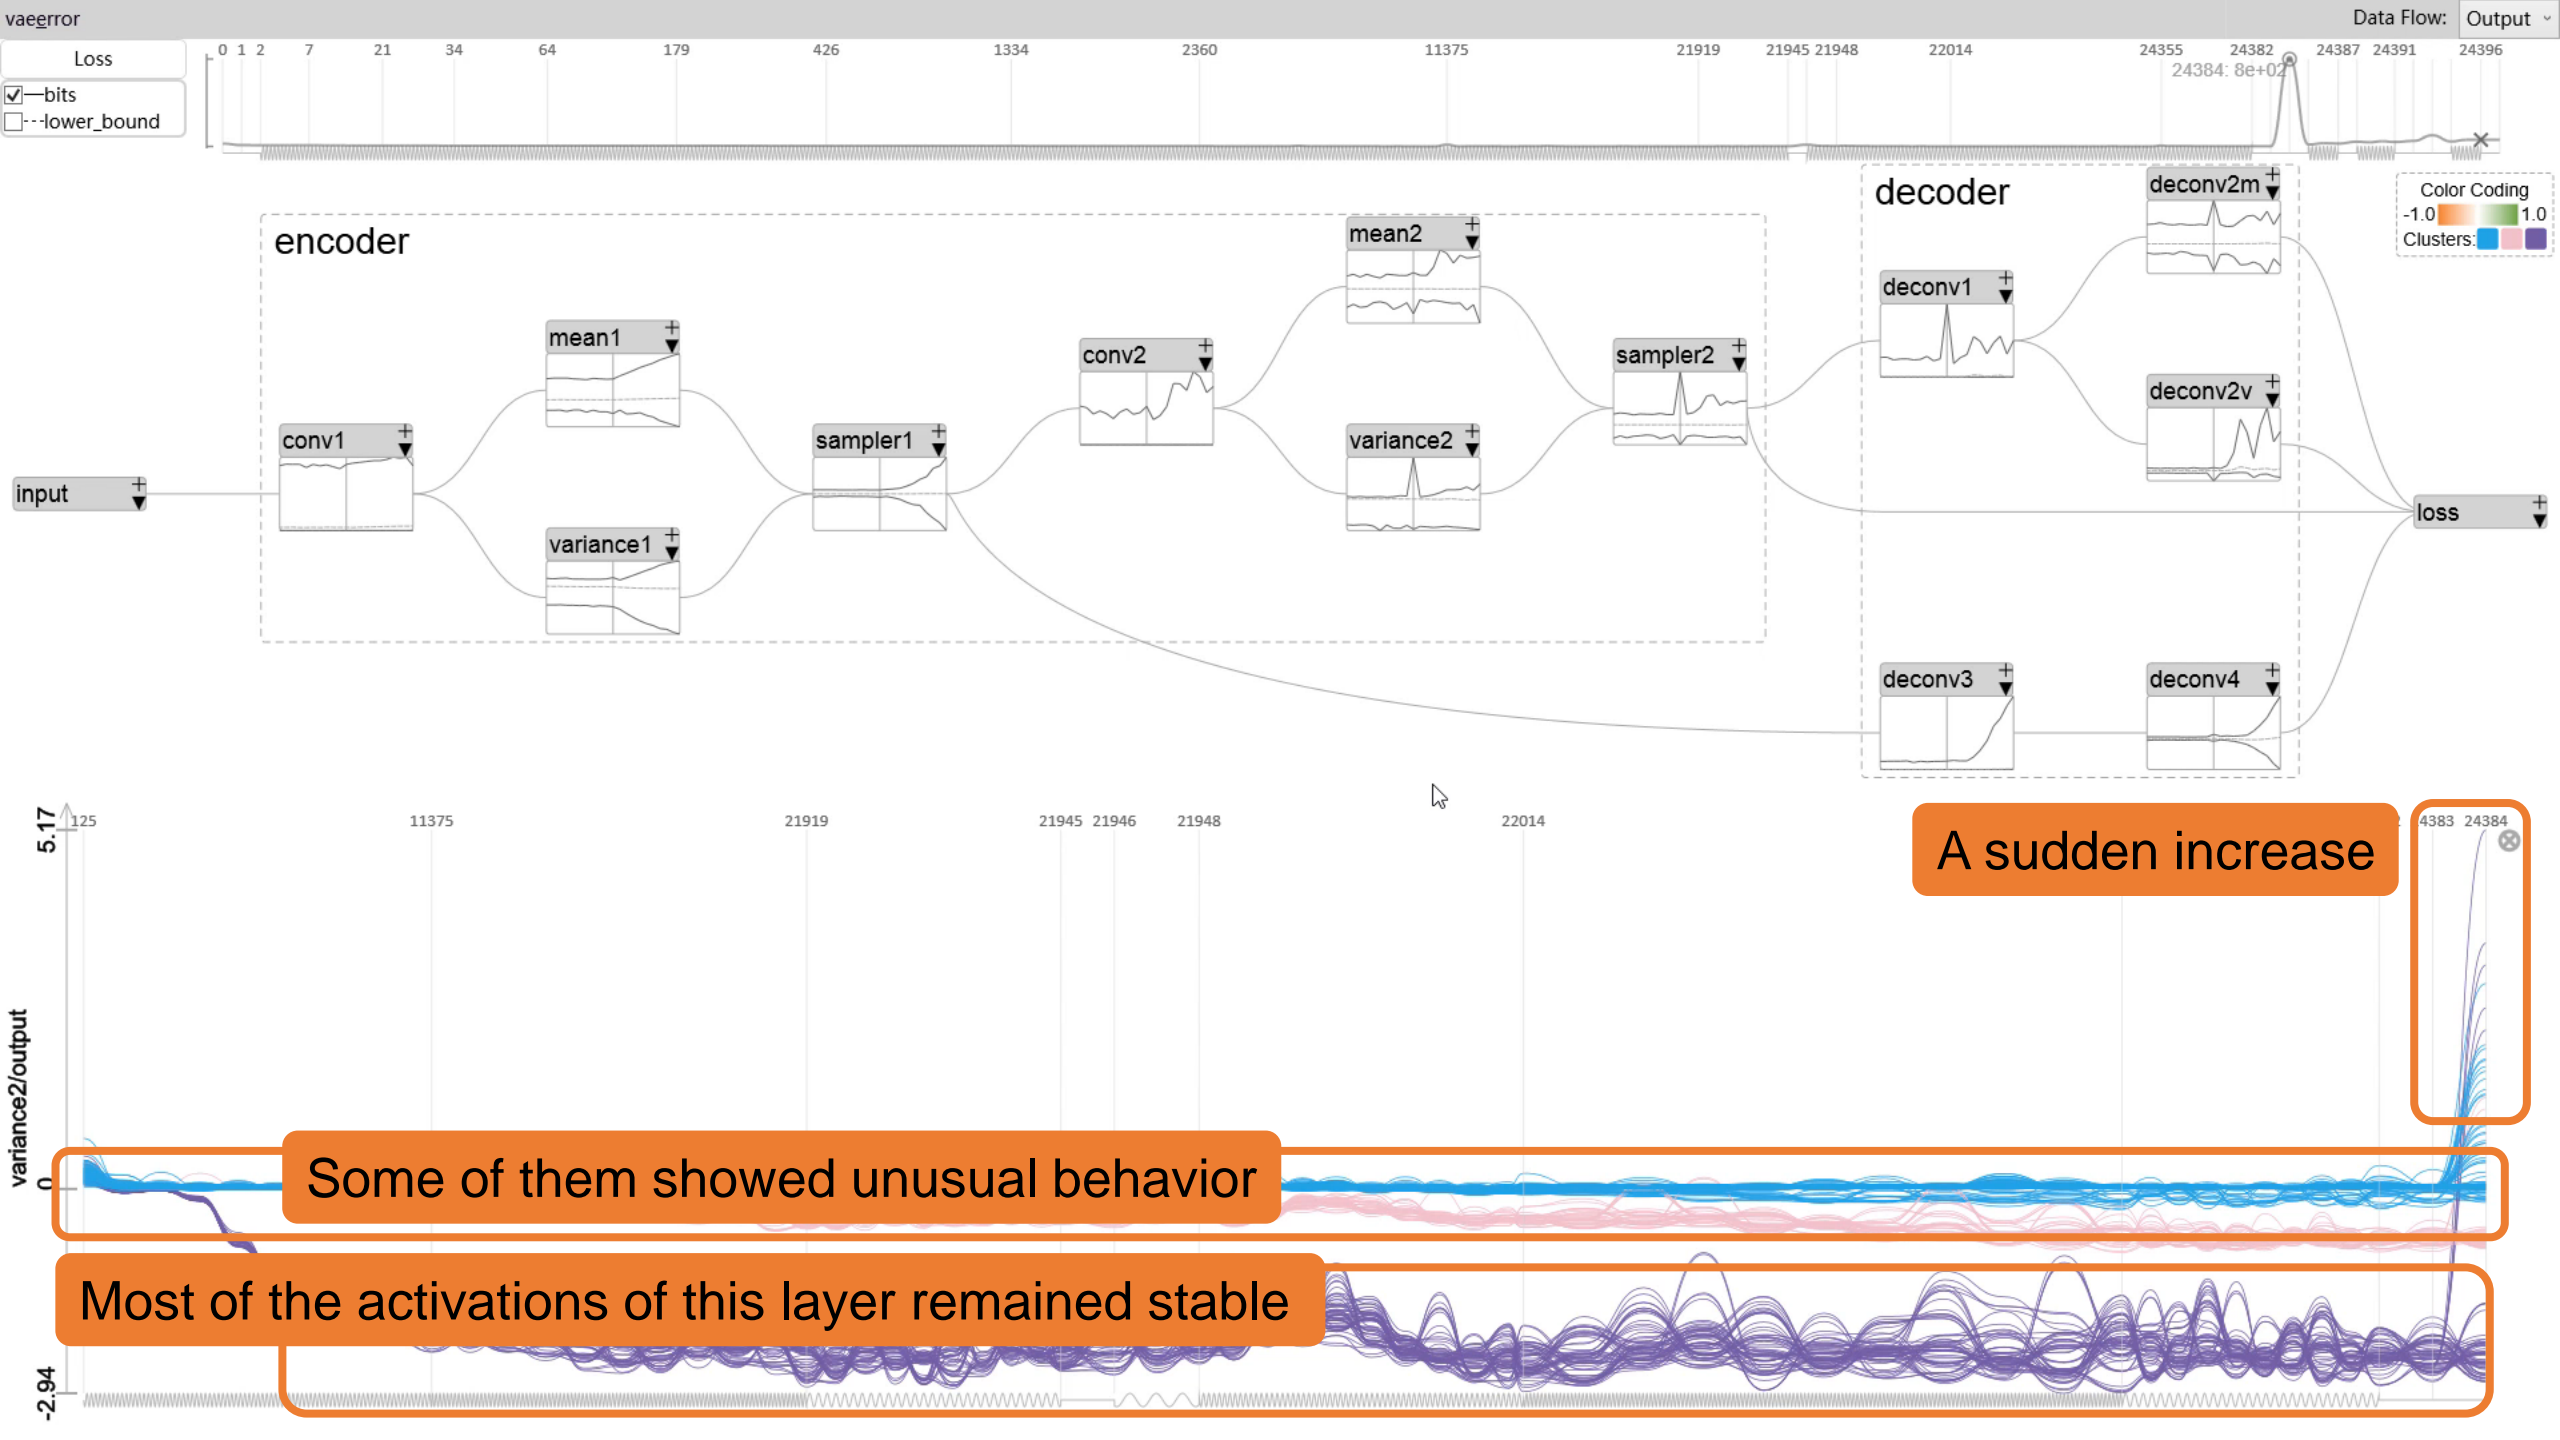 vaeerror
Data Flow: Output
Loss
bits
lower_bound
0 1 2 7 21 34 64 179 426 1334 2360 11375 21919 21945 21948 22014 24355 24382 24387 24391 24396
24384: 8e+02
Color Coding
-1.0 1.0
Clusters:
encoder
decoder
input
conv1
mean1
variance1
sampler1
conv2
mean2
variance2
sampler2
deconv1
deconv2m
deconv2v
deconv3
deconv4
loss
125 11375 21919 21945 21946 21948 22014 4383 24384
5.17
0
-2.94
variance2/output
A sudden increase
Some of them showed unusual behavior
Most of the activations of this layer remained stable